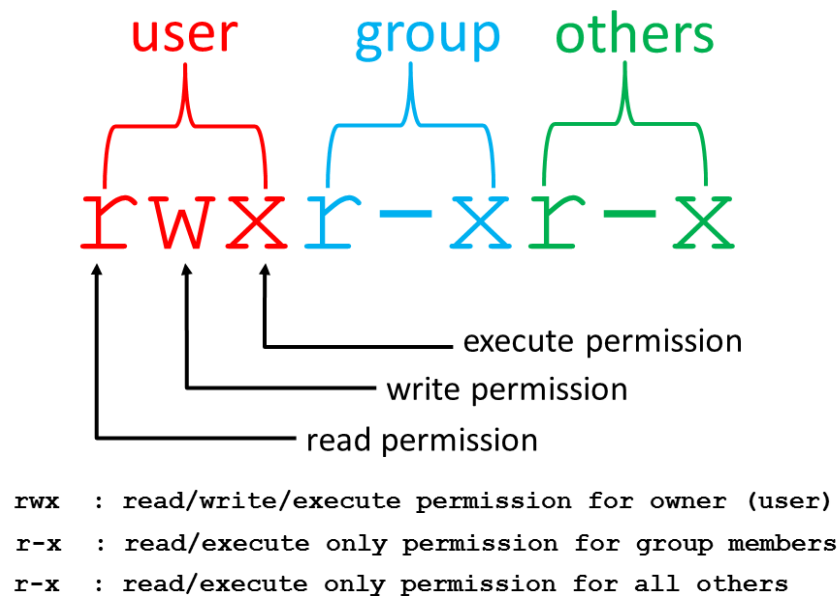 user group others
rwxr-xr-x
execute permission
write permission
read permission
rwx : read/write/execute permission for owner (user)
r-x : read/execute only permission for group members
r-x : read/execute only permission for all others